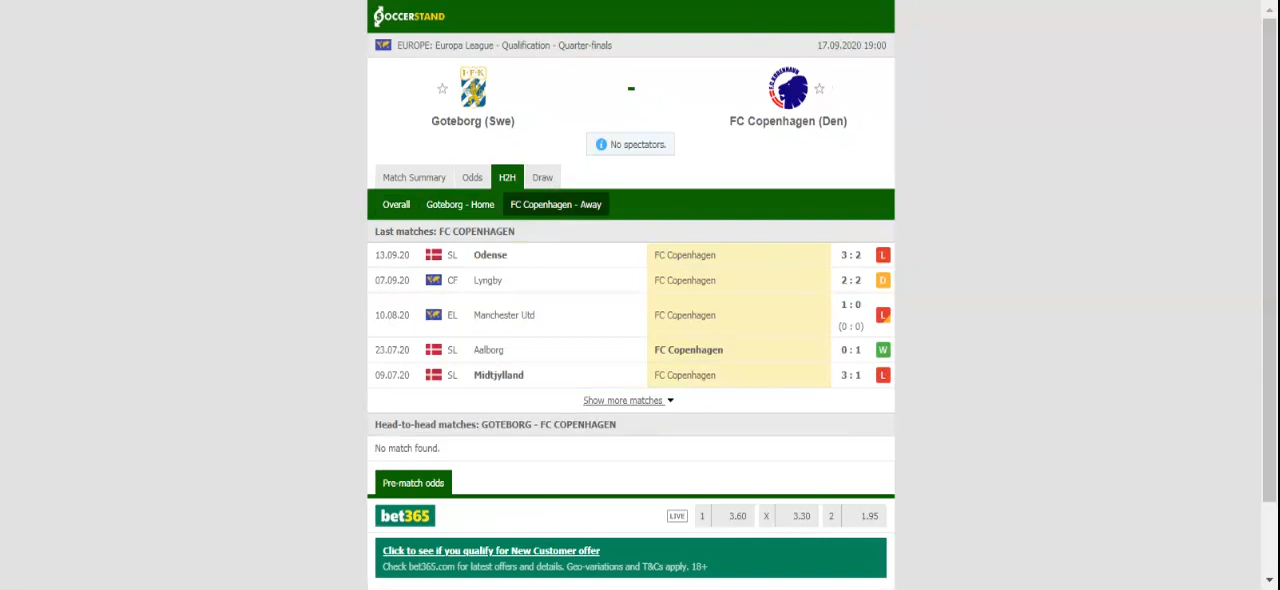 SOCCERSTAND
EUROPE: Europa League - Qualification - Quarter-finals 17.09.2020 19:00
I F K
F.C. KØBENHAVN
-
Goteborg (Swe) FC Copenhagen (Den)
i No spectators.
Match Summary Odds H2H Draw
Overall Goteborg - Home FC Copenhagen - Away
Last matches: FC COPENHAGEN
13.09.20 SL Odense FC Copenhagen 3 : 2 L
07.09.20 CF Lyngby FC Copenhagen 2 : 2 D
10.08.20 EL Manchester Utd FC Copenhagen 1 : 0 (0 : 0) L
23.07.20 SL Aalborg FC Copenhagen 0 : 1 W
09.07.20 SL Midtjylland FC Copenhagen 3 : 1 L
Show more matches
Head-to-head matches: GOTEBORG - FC COPENHAGEN
No match found.
Pre-match odds
bet365 LIVE 1 3.60 X 3.30 2 1.95
Click to see if you qualify for New Customer offer
Check bet365.com for latest offers and details. Geo-variations and T&Cs apply. 18+